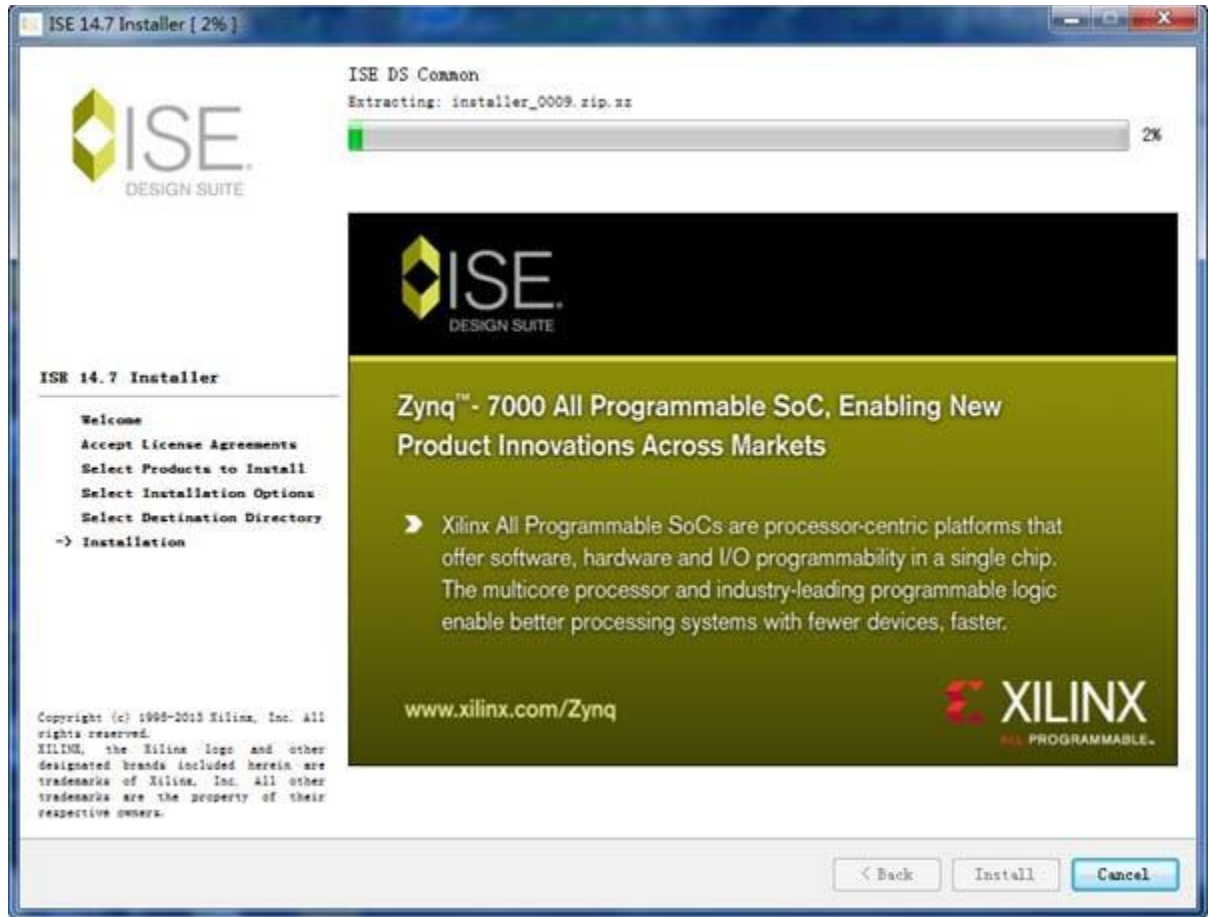 ISE 14.7 Installer [ 2% ]
ISE DS Common
Extracting: installer_0009.zip.xz
2%
ISE®
DESIGN SUITE
ISE 14.7 Installer
Welcome
Accept License Agreements
Select Products to Install
Select Installation Options
Select Destination Directory
-> Installation
Copyright (c) 1995-2013 Xilinx, Inc. All
rights reserved.
XILINX, the Xilinx logo and other
designated brands included herein are
trademarks of Xilinx, Inc. All other
trademarks are the property of their
respective owners.
ISE®
DESIGN SUITE
Zynq™- 7000 All Programmable SoC, Enabling New
Product Innovations Across Markets
Xilinx All Programmable SoCs are processor-centric platforms that
offer software, hardware and I/O programmability in a single chip.
The multicore processor and industry-leading programmable logic
enable better processing systems with fewer devices, faster.
www.xilinx.com/Zynq
XILINX
ALL PROGRAMMABLE™
< Back
Install
Cancel